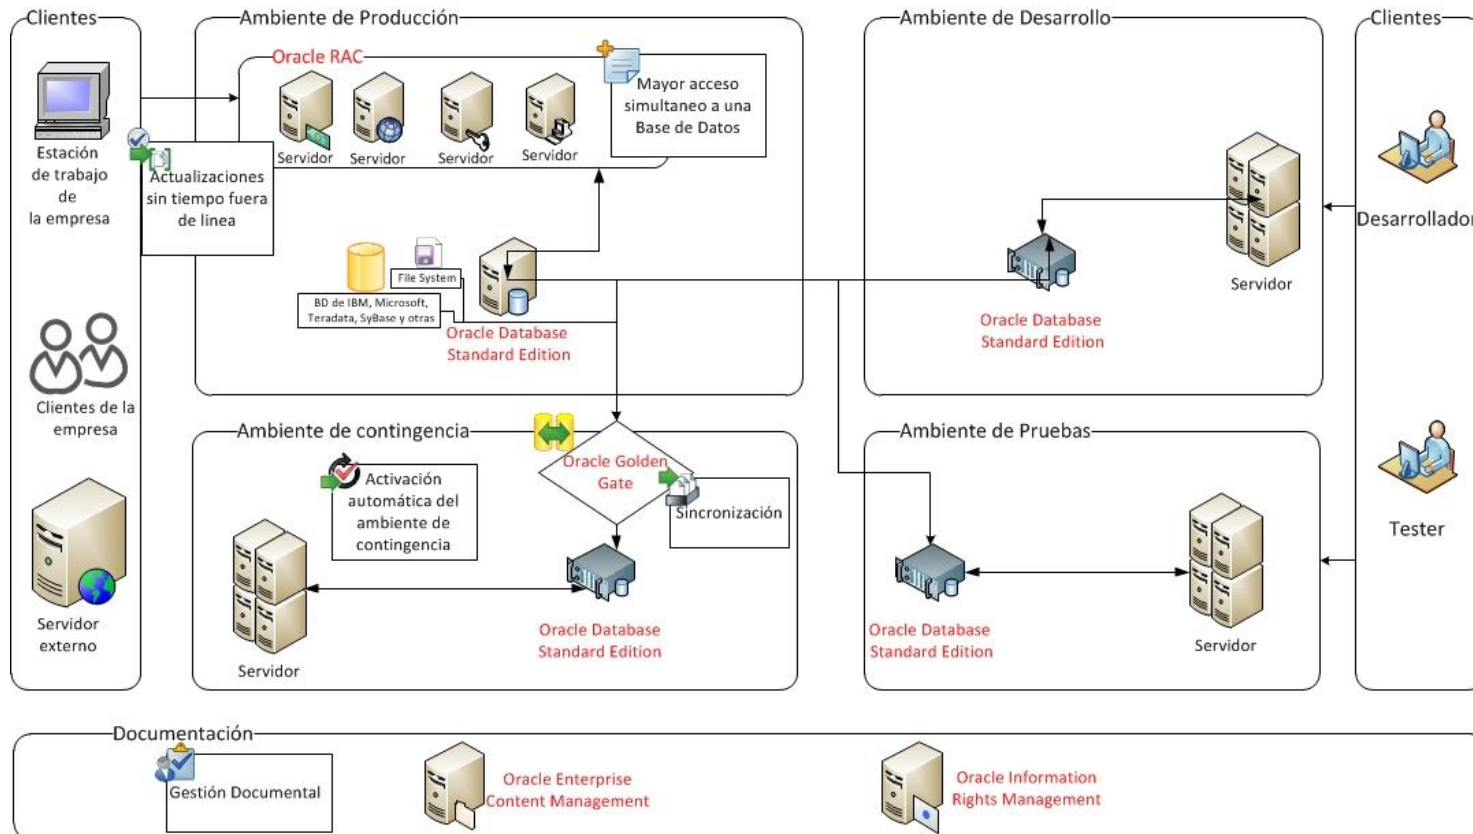 Clientes
Estación
de trabajo
de
la empresa
Clientes de la
empresa
Servidor
externo
Ambiente de Producción
Oracle RAC
Servidor
Servidor
Servidor
Servidor
Mayor acceso
simultaneo a una
Base de Datos
Actualizaciones
sin tiempo fuera
de linea
File System
BD de IBM, Microsoft,
Teradata, SyBase y otras
Oracle Database
Standard Edition
Ambiente de Desarrollo
Servidor
Oracle Database
Standard Edition
Clientes
Desarrollador
Tester
Ambiente de contingencia
Activación
automática del
ambiente de
contingencia
Oracle Golden
Gate
Sincronización
Servidor
Oracle Database
Standard Edition
Ambiente de Pruebas
Oracle Database
Standard Edition
Servidor
Documentación
Gestión Documental
Oracle Enterprise
Content Management
Oracle Information
Rights Management